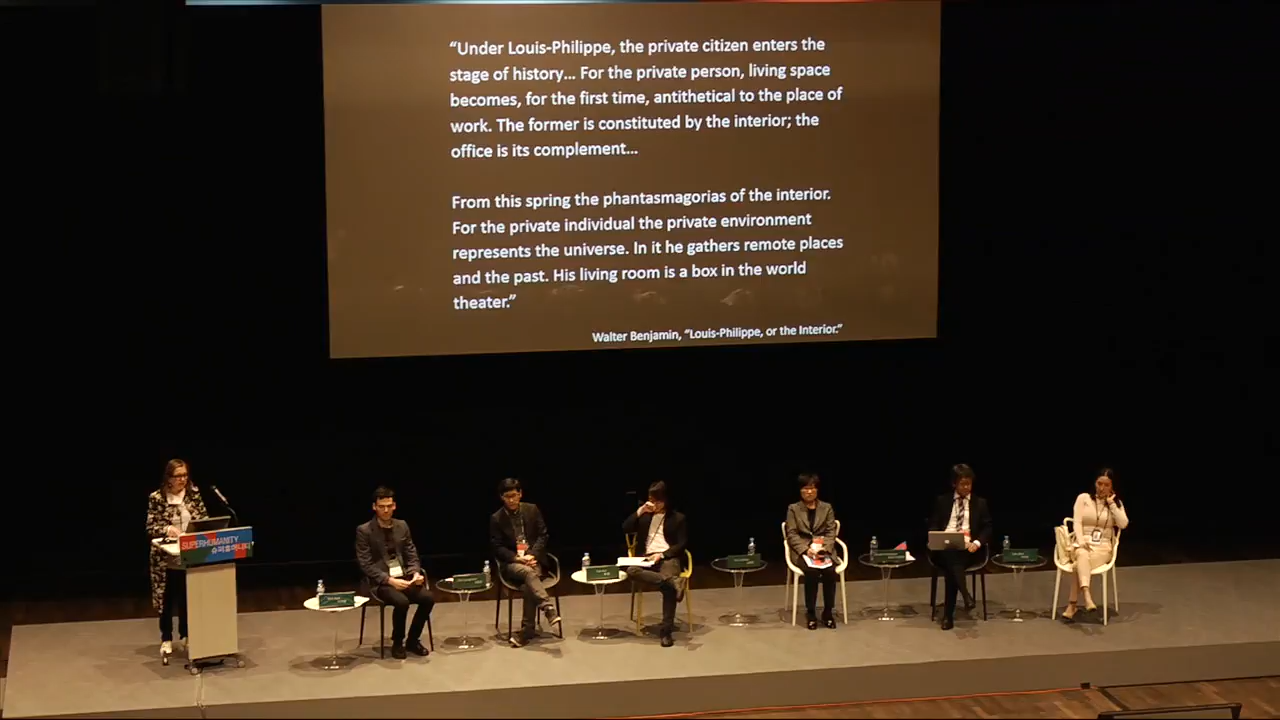 “Under Louis-Philippe, the private citizen enters the
stage of history... For the private person, living space
becomes, for the first time, antithetical to the place of
work. The former is constituted by the interior; the
office is its complement...
From this spring the phantasmagorias of the interior.
For the private individual the private environment
represents the universe. In it he gathers remote places
and the past. His living room is a box in the world
theater.”
Walter Benjamin, “Louis-Philippe, or the Interior.”
SUPERHUMANITY
슈퍼휴머니티